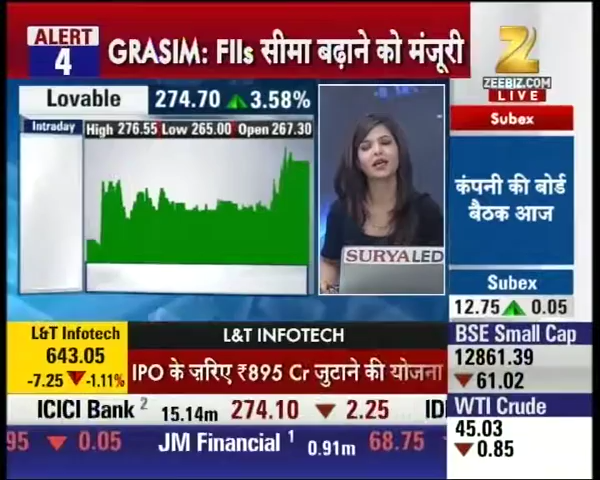 ALERT
4
GRASIM: FIIs सीमा बढ़ाने को मंजूरी
Z
ZEEBIZ.COM
LIVE
Lovable 274.70 3.58%
Intraday High 276.55 Low 265.00 Open 267.30
SURYA LED
Subex
कंपनी की बोर्ड
बैठक आज
Subex
12.75 0.05
L&T Infotech
643.05
-7.25 -1.11%
L&T INFOTECH
IPO के ज़रिए ₹895 Cr जुटाने की योजना
BSE Small Cap
12861.39
61.02
ICICI Bank 2 15.14m 274.10 2.25 ID
WTI Crude
45.03
0.85
95 0.05 JM Financial 1 0.91m 68.75